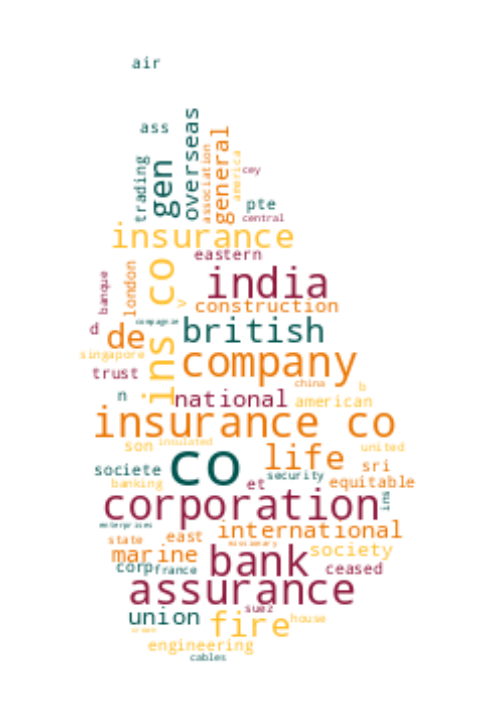 air
ass
overseas
trading
gen
association
general
america
cey
pte
central
insurance
eastern
banque
london
ins co
india
v
construction
compagnie
d
de
british
singapore
company
trust
china
b
n
national
american
insurance co
son
insulated
life
united
societe
co
security
sri
banking
et
equitable
corporation
ins
enterprises
state
east
international
missionary
marine
society
corp
france
bank
ceased
assurance
suez
union
fire
house
engineering
cables